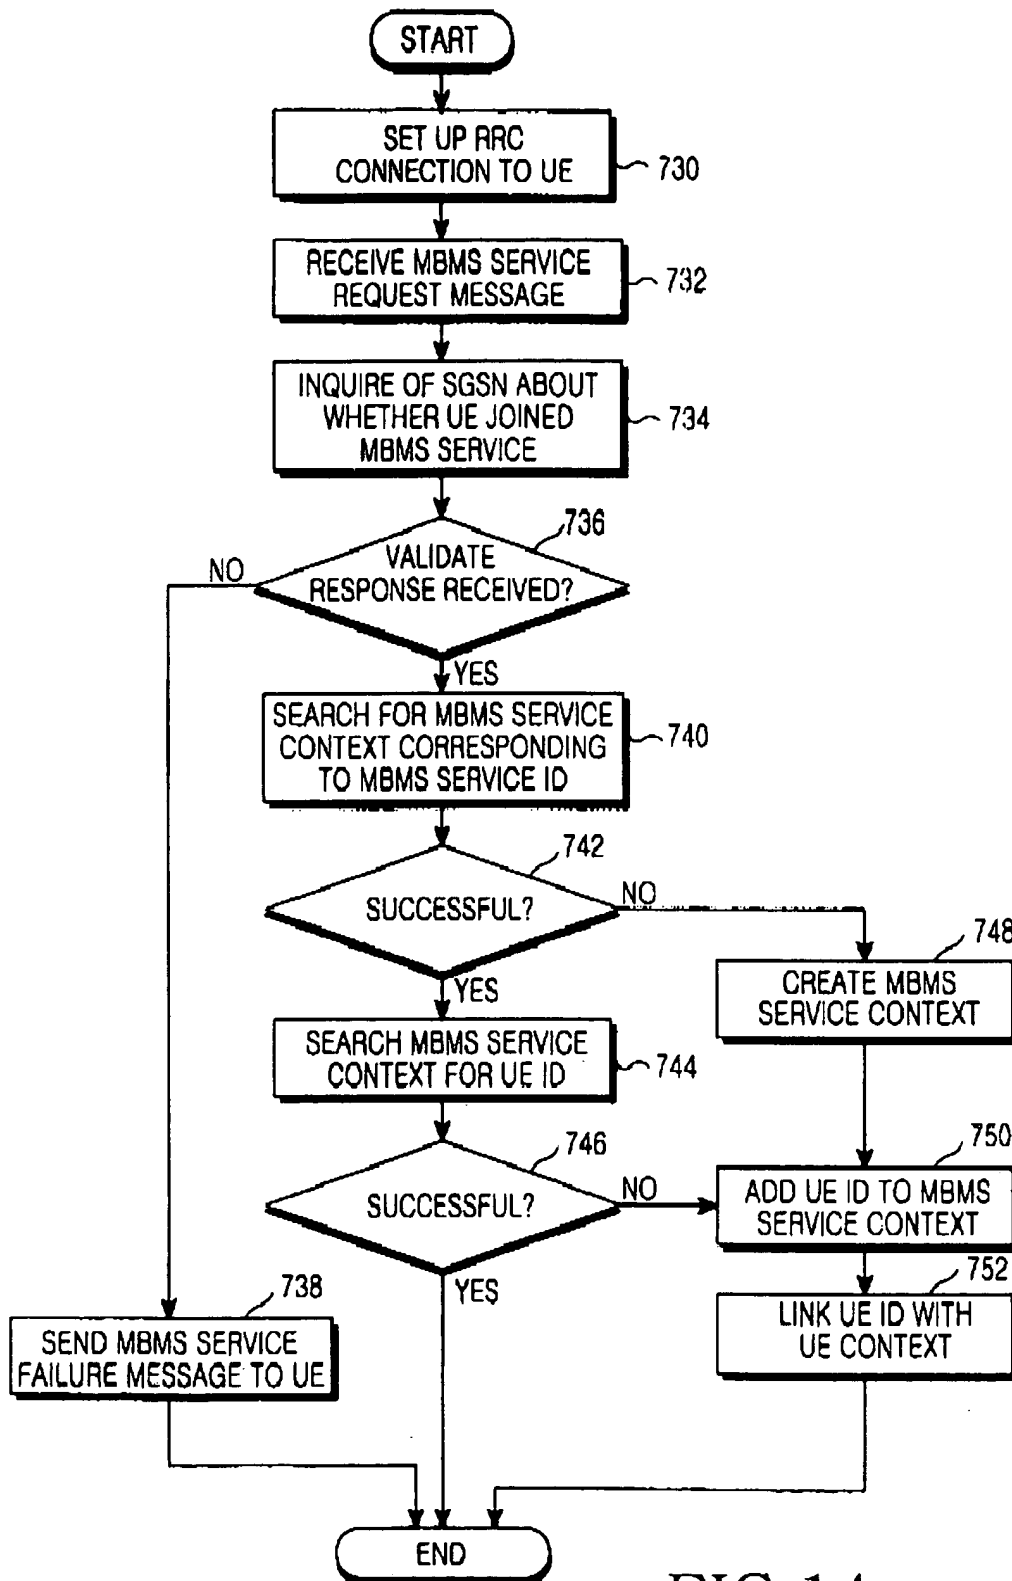 START
SET UP RRC
CONNECTION TO UE
730
RECEIVE MBMS SERVICE
REQUEST MESSAGE
732
INQUIRE OF SGSN ABOUT
WHETHER UE JOINED
MBMS SERVICE
734
736
VALIDATE
RESPONSE RECEIVED?
NO
YES
SEARCH FOR MBMS SERVICE
CONTEXT CORRESPONDING
TO MBMS SERVICE ID
740
742
SUCCESSFUL?
NO
YES
748
CREATE MBMS
SERVICE CONTEXT
SEARCH MBMS SERVICE
CONTEXT FOR UE ID
744
746
SUCCESSFUL?
NO
YES
750
ADD UE ID TO MBMS
SERVICE CONTEXT
752
LINK UE ID WITH
UE CONTEXT
738
SEND MBMS SERVICE
FAILURE MESSAGE TO UE
END
FIG. 14